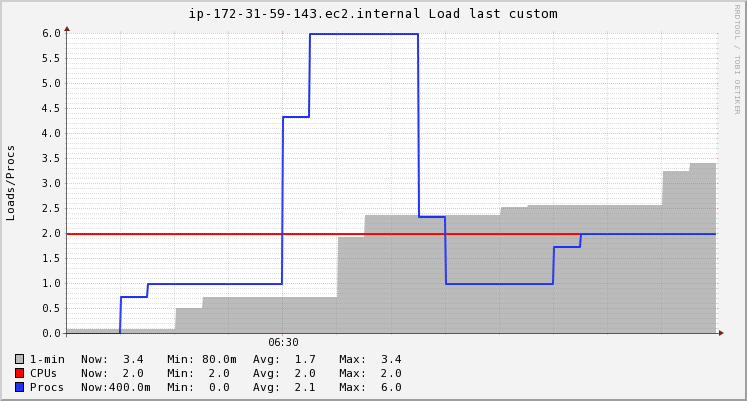 ip-172-31-59-143.ec2.internal Load last custom
RRDTOOL / TOBI OETIKER
Loads/Procs
6.0
5.5
5.0
4.5
4.0
3.5
3.0
2.5
2.0
1.5
1.0
0.5
0.0
06:30
1-min Now: 3.4 Min: 80.0m Avg: 1.7 Max: 3.4
CPUs Now: 2.0 Min: 2.0 Avg: 2.0 Max: 2.0
Procs Now:400.0m Min: 0.0 Avg: 2.1 Max: 6.0